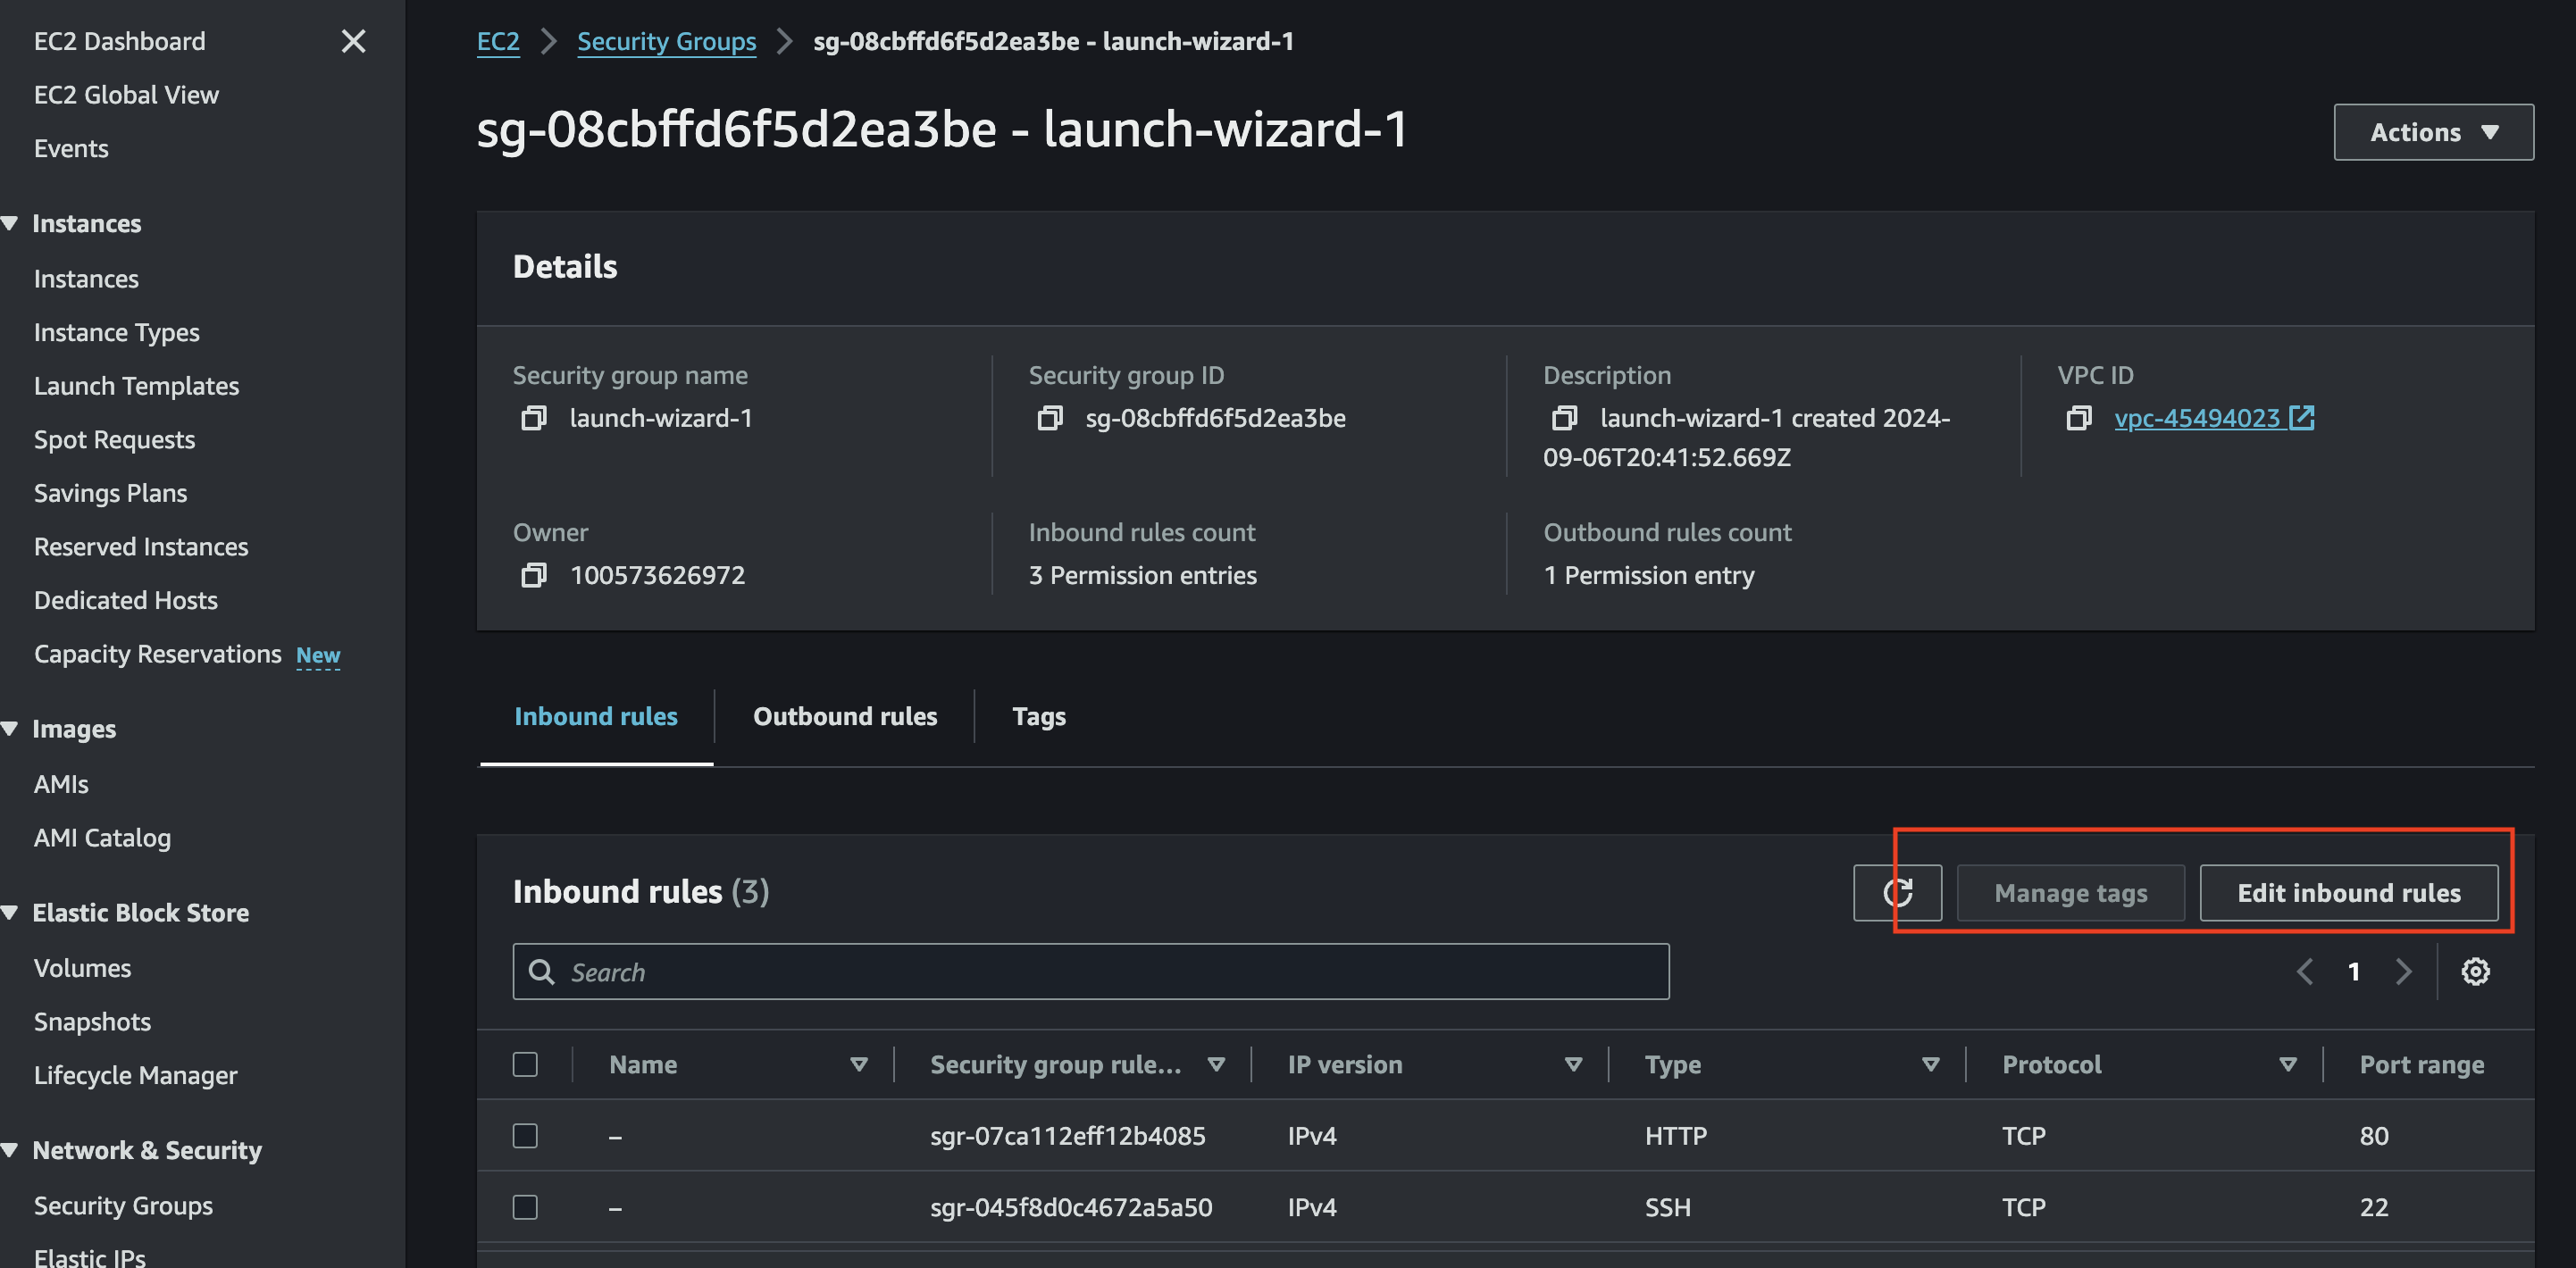 EC2 Dashboard
EC2 Global View
Events
Instances
Instances
Instance Types
Launch Templates
Spot Requests
Savings Plans
Reserved Instances
Dedicated Hosts
Capacity Reservations New
Images
AMIs
AMI Catalog
Elastic Block Store
Volumes
Snapshots
Lifecycle Manager
Network & Security
Security Groups
Elastic IPs
EC2 Security Groups sg-08cbffd6f5d2ea3be - launch-wizard-1
sg-08cbffd6f5d2ea3be - launch-wizard-1
Actions
Details
Security group name
launch-wizard-1
Security group ID
sg-08cbffd6f5d2ea3be
Description
launch-wizard-1 created 2024-
09-06T20:41:52.669Z
VPC ID
vpc-45494023
Owner
100573626972
Inbound rules count
3 Permission entries
Outbound rules count
1 Permission entry
Inbound rules Outbound rules Tags
Inbound rules (3)
Manage tags Edit inbound rules
Search
1
Name Security group rule... IP version Type Protocol Port range
– sgr-07ca112eff12b4085 IPv4 HTTP TCP 80
– sgr-045f8d0c4672a5a50 IPv4 SSH TCP 22